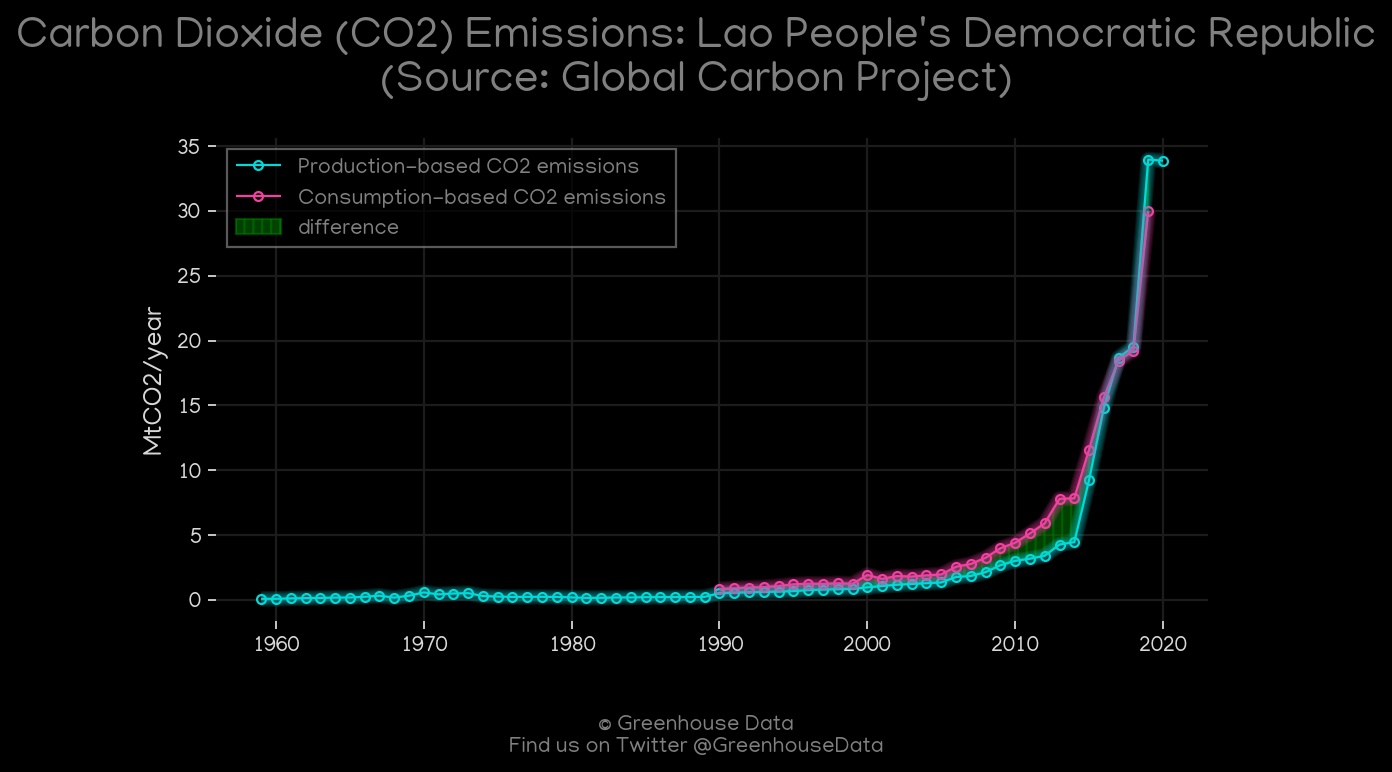 Carbon Dioxide (CO2) Emissions: Lao People's Democratic Republic
(Source: Global Carbon Project)
35
Production-based CO2 emissions
Consumption-based CO2 emissions
difference
30
25
20
15
10
5
0
MtCO2/year
1960 1970 1980 1990 2000 2010 2020
© Greenhouse Data
Find us on Twitter @GreenhouseData